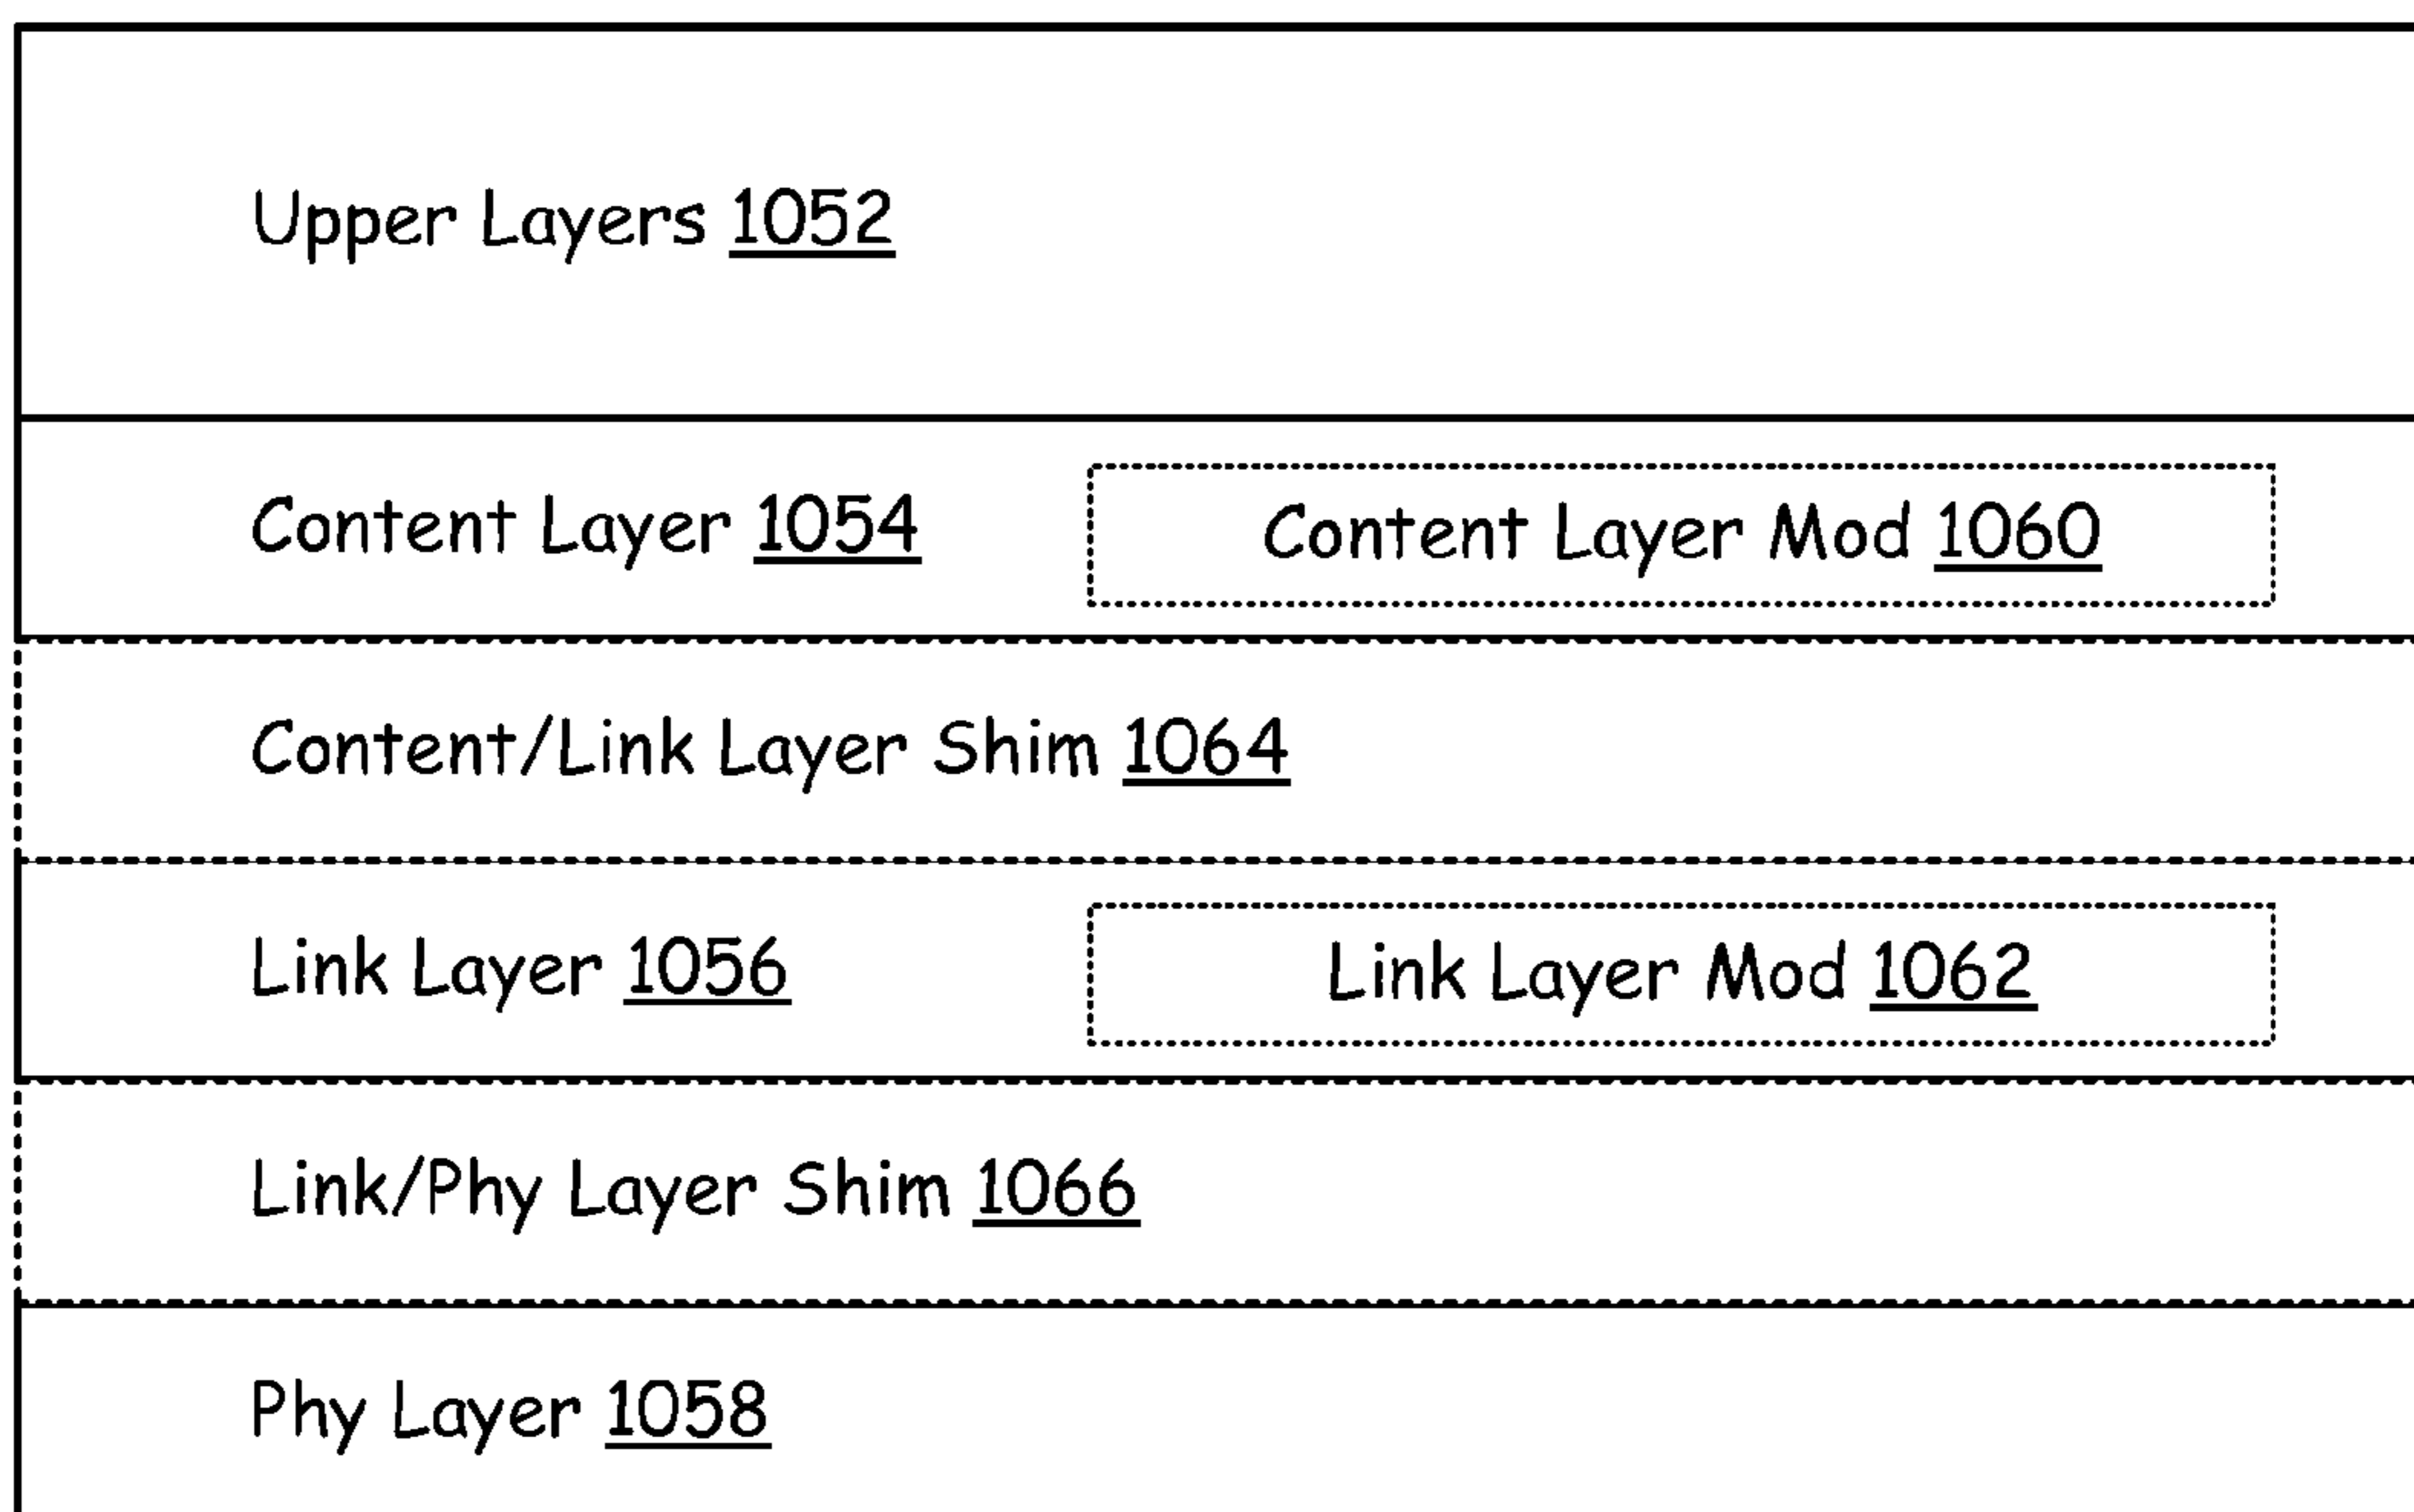 Upper Layers 1052
Content Layer 1054
Content Layer Mod 1060
Content/Link Layer Shim 1064
Link Layer 1056
Link Layer Mod 1062
Link/Phy Layer Shim 1066
Phy Layer 1058